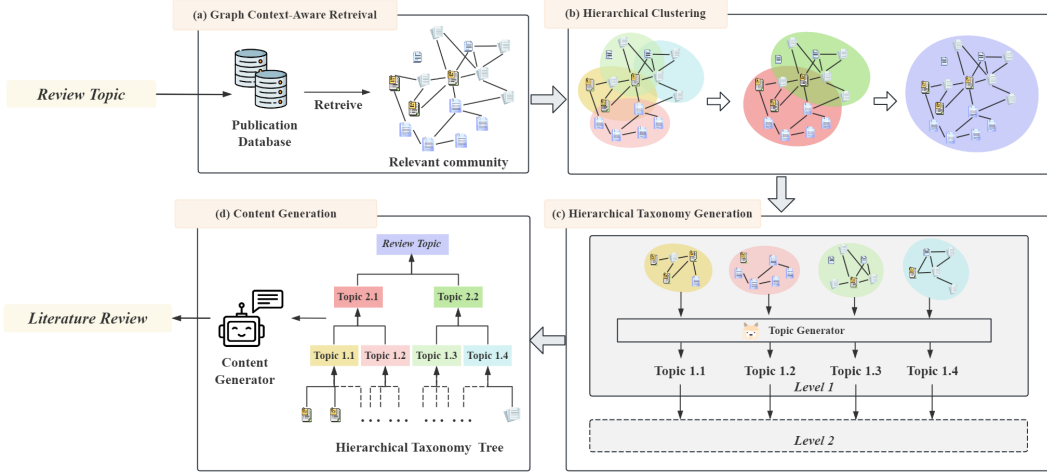 (a) Graph Context-Aware Retreival
Review Topic
Publication
Database
Retreive
Relevant community
(b) Hierarchical Clustering
(c) Hierarchical Taxonomy Generation
Topic Generator
Topic 1.1
Topic 1.2
Topic 1.3
Topic 1.4
Level 1
Level 2
(d) Content Generation
Review Topic
Topic 2.1
Topic 2.2
Topic 1.1
Topic 1.2
Topic 1.3
Topic 1.4
Hierarchical Taxonomy Tree
Content
Generator
Literature Review